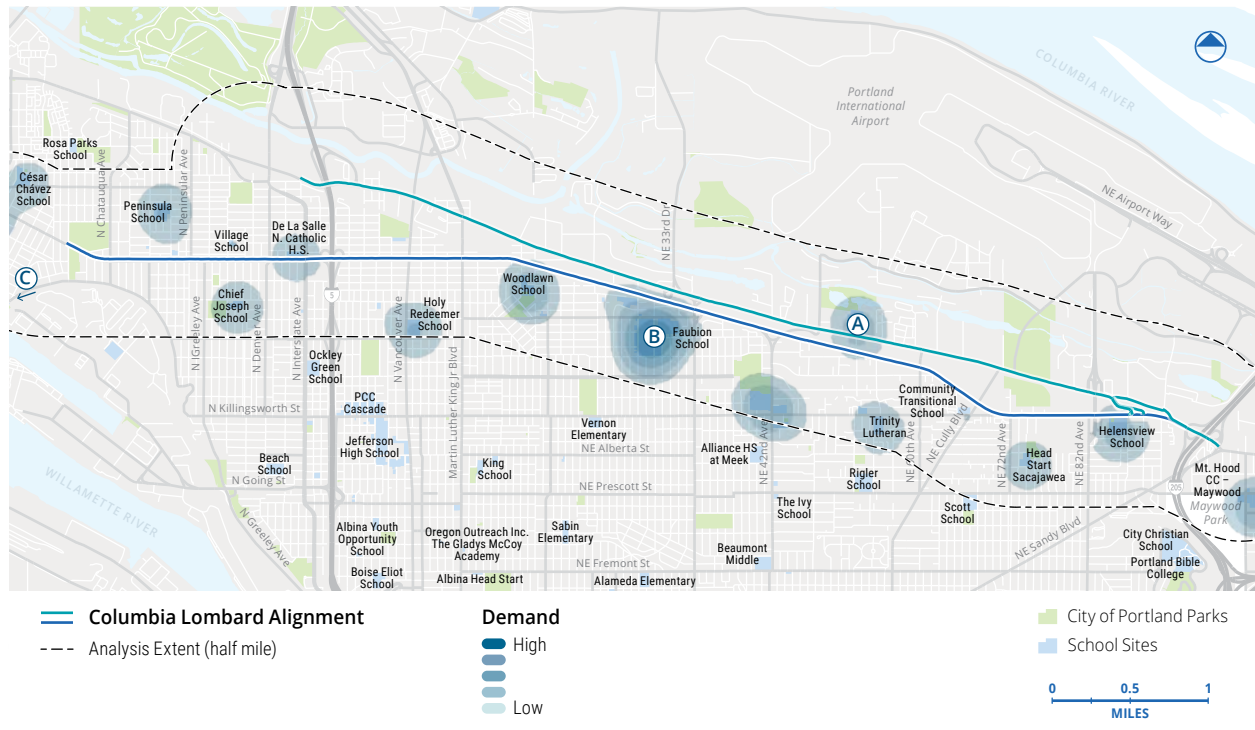 COLUMBIA RIVER
Portland
International
Airport
Rosa Parks
School
César
Chávez
School
N Chatauqua Ave
N Peninsular Ave
Peninsula
School
Village
School
De La Salle
N. Catholic
H.S.
NE 33rd Dr
NE Airport Way
C
Chief
Joseph
School
N Greeley Ave
N Denver Ave
N Interstate Ave
5
N Vancouver Ave
Holy
Redeemer
School
Woodlawn
School
B
Faubion
School
A
Ockley
Green
School
Martin Luther King Jr Blvd
PCC
Cascade
N Killingsworth St
Jefferson
High School
Vernon
Elementary
NE Alberta St
Alliance HS
at Meek
NE 42nd Ave
Community
Transitional
School
Trinity
Lutheran
NE 60th Ave
NE Cully Blvd
NE 72nd Ave
NE 82nd Ave
Helensview
School
Head
Start
Sacajawea
Beach
School
N Going St
King
School
NE Prescott St
Rigler
School
The Ivy
School
Scott
School
205
Mt. Hood
CC –
Maywood
Maywood
Park
WILLAMETTE RIVER
N Greeley Ave
Albina Youth
Opportunity
School
Oregon Outreach Inc.
The Gladys McCoy
Academy
Sabin
Elementary
NE Fremont St
Beaumont
Middle
NE Sandy Blvd
City Christian
School
Portland Bible
College
Boise Eliot
School
Albina Head Start
Alameda Elementary
Columbia Lombard Alignment
Analysis Extent (half mile)
Demand
High
Low
City of Portland Parks
School Sites
0 0.5 1
MILES